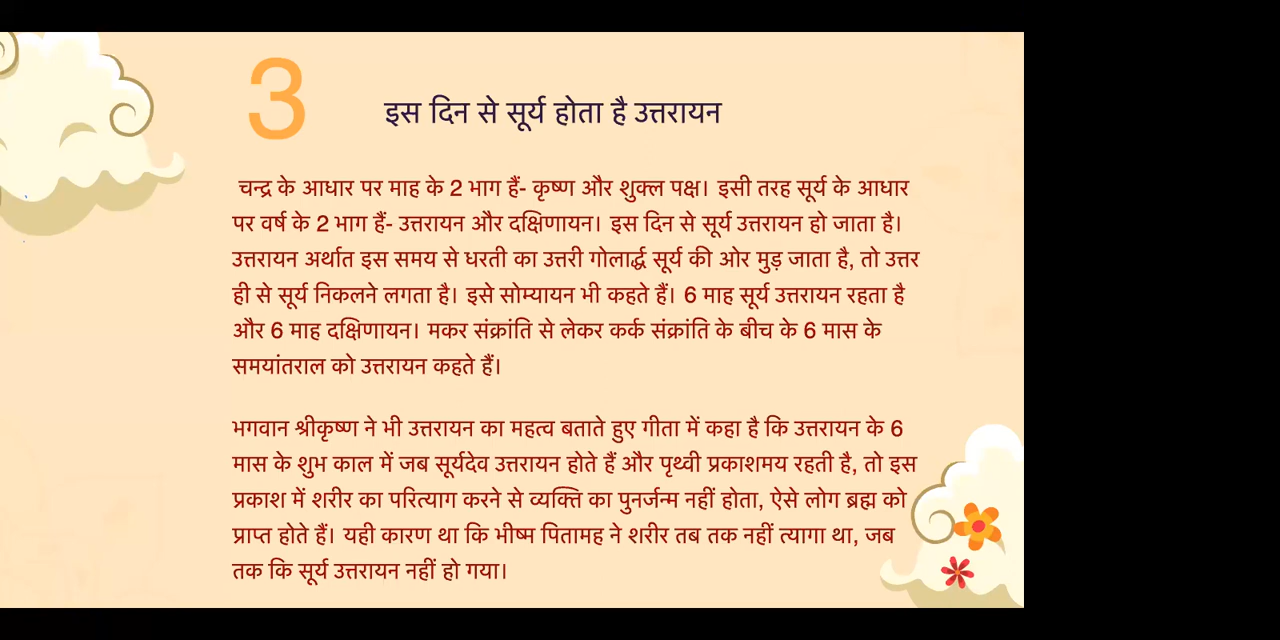 3
इस दिन से सूर्य होता है उत्तरायन
चन्द्र के आधार पर माह के 2 भाग हैं- कृष्ण और शुक्ल पक्ष। इसी तरह सूर्य के आधार
पर वर्ष के 2 भाग हैं- उत्तरायन और दक्षिणायन। इस दिन से सूर्य उत्तरायन हो जाता है।
उत्तरायन अर्थात इस समय से धरती का उत्तरी गोलार्द्ध सूर्य की ओर मुड़ जाता है, तो उत्तर
ही से सूर्य निकलने लगता है। इसे सोम्यायन भी कहते हैं। 6 माह सूर्य उत्तरायन रहता है
और 6 माह दक्षिणायन। मकर संक्रांति से लेकर कर्क संक्रांति के बीच के 6 मास के
समयांतराल को उत्तरायन कहते हैं।
भगवान श्रीकृष्ण ने भी उत्तरायन का महत्व बताते हुए गीता में कहा है कि उत्तरायन के 6
मास के शुभ काल में जब सूर्यदेव उत्तरायन होते हैं और पृथ्वी प्रकाशमय रहती है, तो इस
प्रकाश में शरीर का परित्याग करने से व्यक्ति का पुनर्जन्म नहीं होता, ऐसे लोग ब्रह्म को
प्राप्त होते हैं। यही कारण था कि भीष्म पितामह ने शरीर तब तक नहीं त्यागा था, जब
तक कि सूर्य उत्तरायन नहीं हो गया।